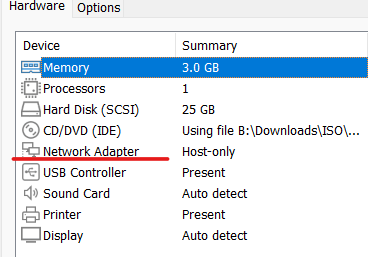 Hardware Options
Device Summary
Memory 3.0 GB
Processors 1
Hard Disk (SCSI) 25 GB
CD/DVD (IDE) Using file B:\Downloads\ISO/...
Network Adapter Host-only
USB Controller Present
Sound Card Auto detect
Printer Present
Display Auto detect